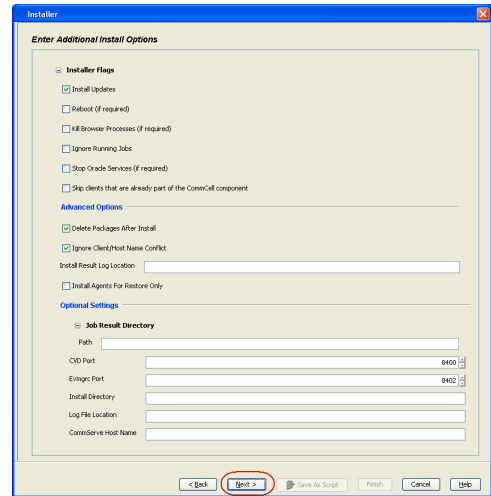 Installer
Enter Additional Install Options
Installer Flags
Install Updates
Reboot (if required)
Kill Browser Processes (if required)
Ignore Running Jobs
Stop Oracle Services (if required)
Skip clients that are already part of the CommCell component
Advanced Options
Delete Packages After Install
Ignore Client/Host Name Conflict
Install Result Log Location
Install Agents For Restore Only
Optional Settings
Job Result Directory
Path
CVD Port 8400
Evmgrc Port 8402
Install Directory
Log File Location
CommServe Host Name
< Back Next > Save As Script Finish Cancel Help